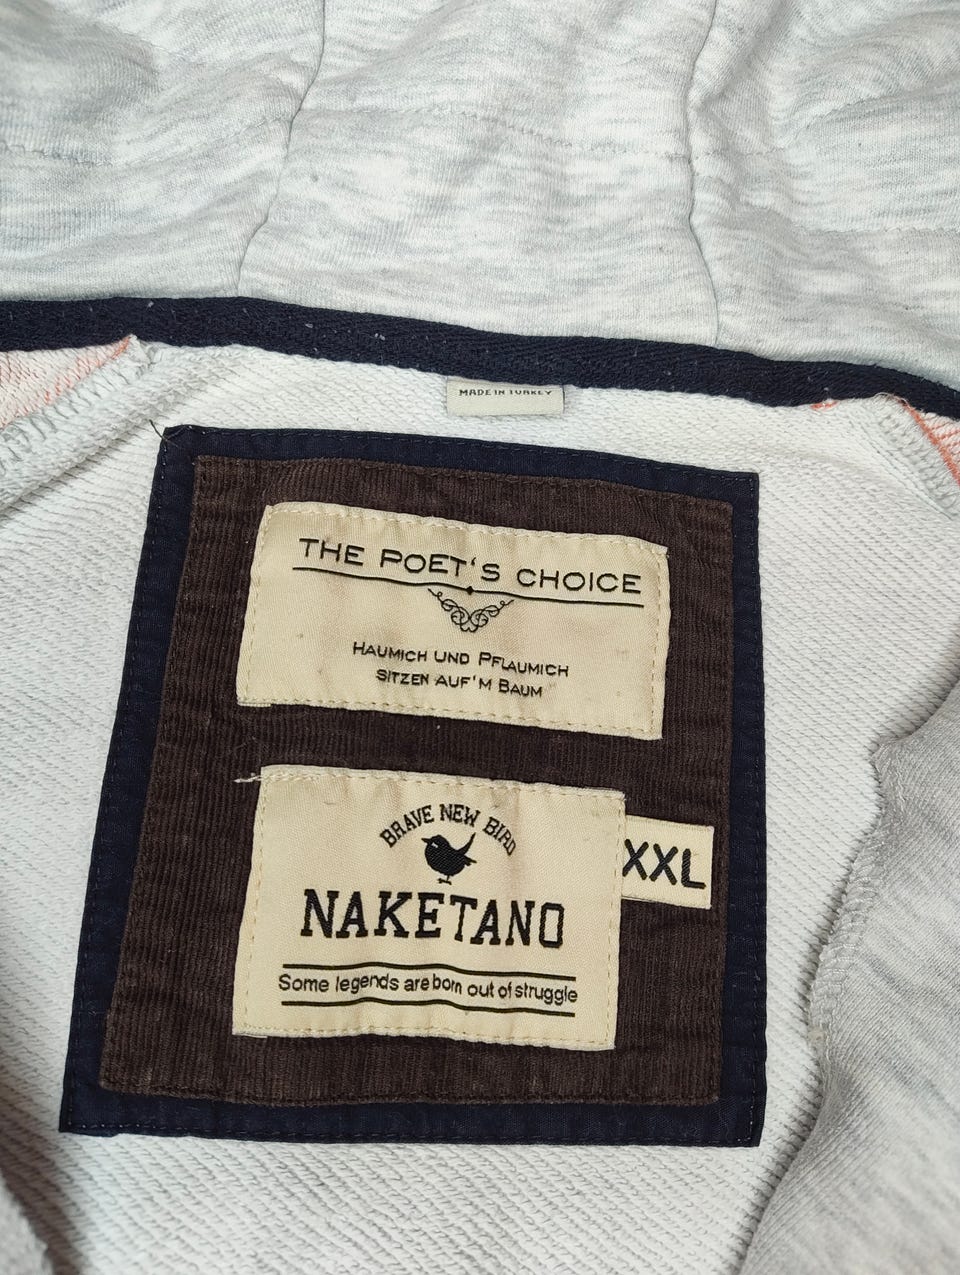 MADE IN TURKEY
THE POET'S CHOICE
HAUMICH UND PFLAUMICH
SITZEN AUF'M BAUM
BRAVE NEW BIRD
NAKETANO
XXL
Some legends are born out of struggle